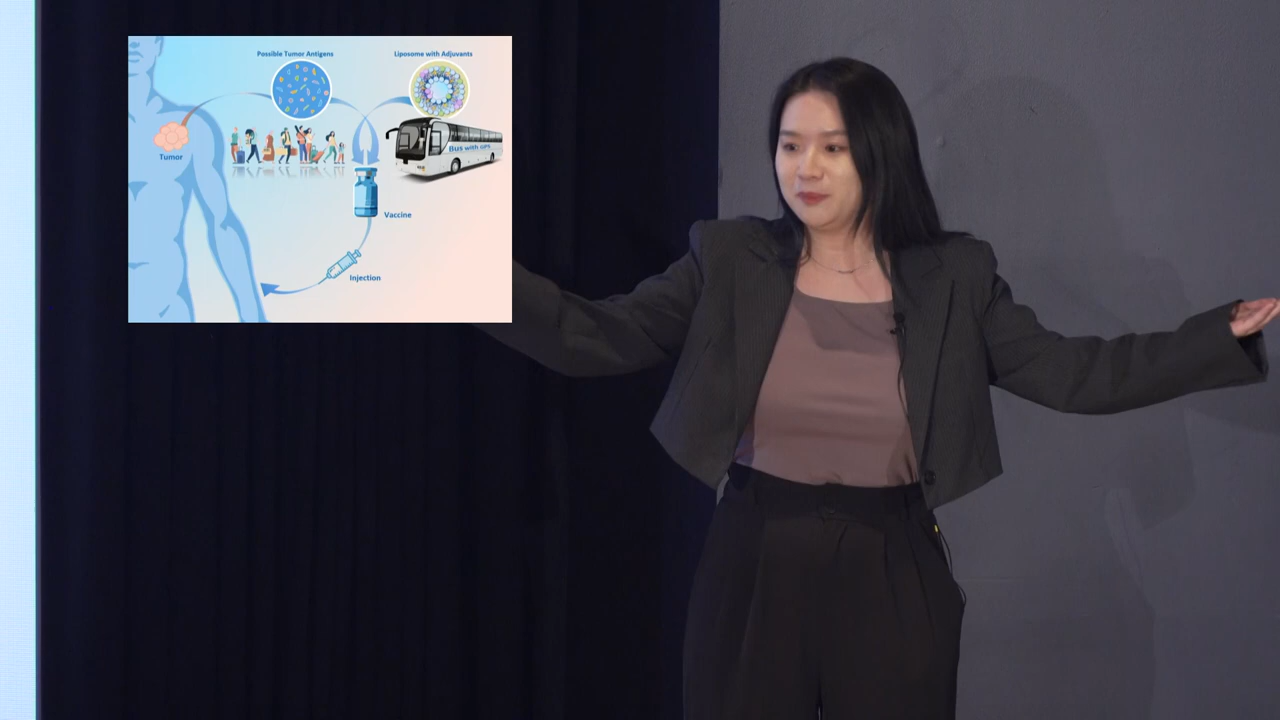 Possible Tumor Antigens
Liposome with Adjuvants
Tumor
Bus with GPS
Vaccine
Injection